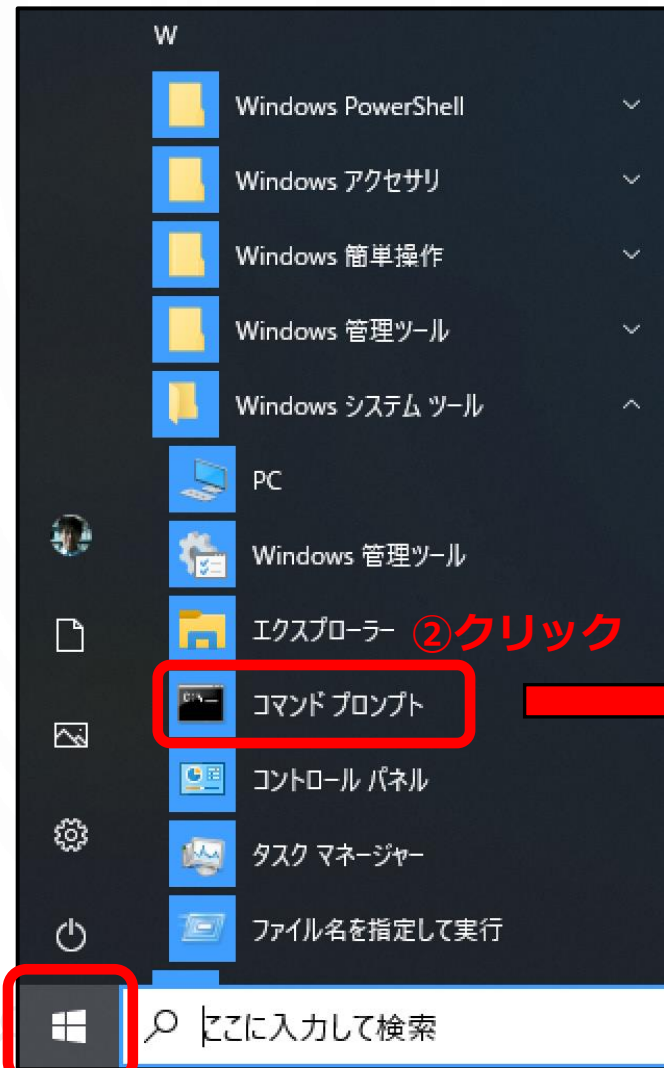 W
Windows PowerShell
Windows アクセサリ
Windows 簡単操作
Windows 管理ツール
Windows システム ツール
PC
Windows 管理ツール
エクスプローラー
②クリック
コマンド プロンプト
コントロール パネル
タスク マネージャー
ファイル名を指定して実行
ここに入力して検索